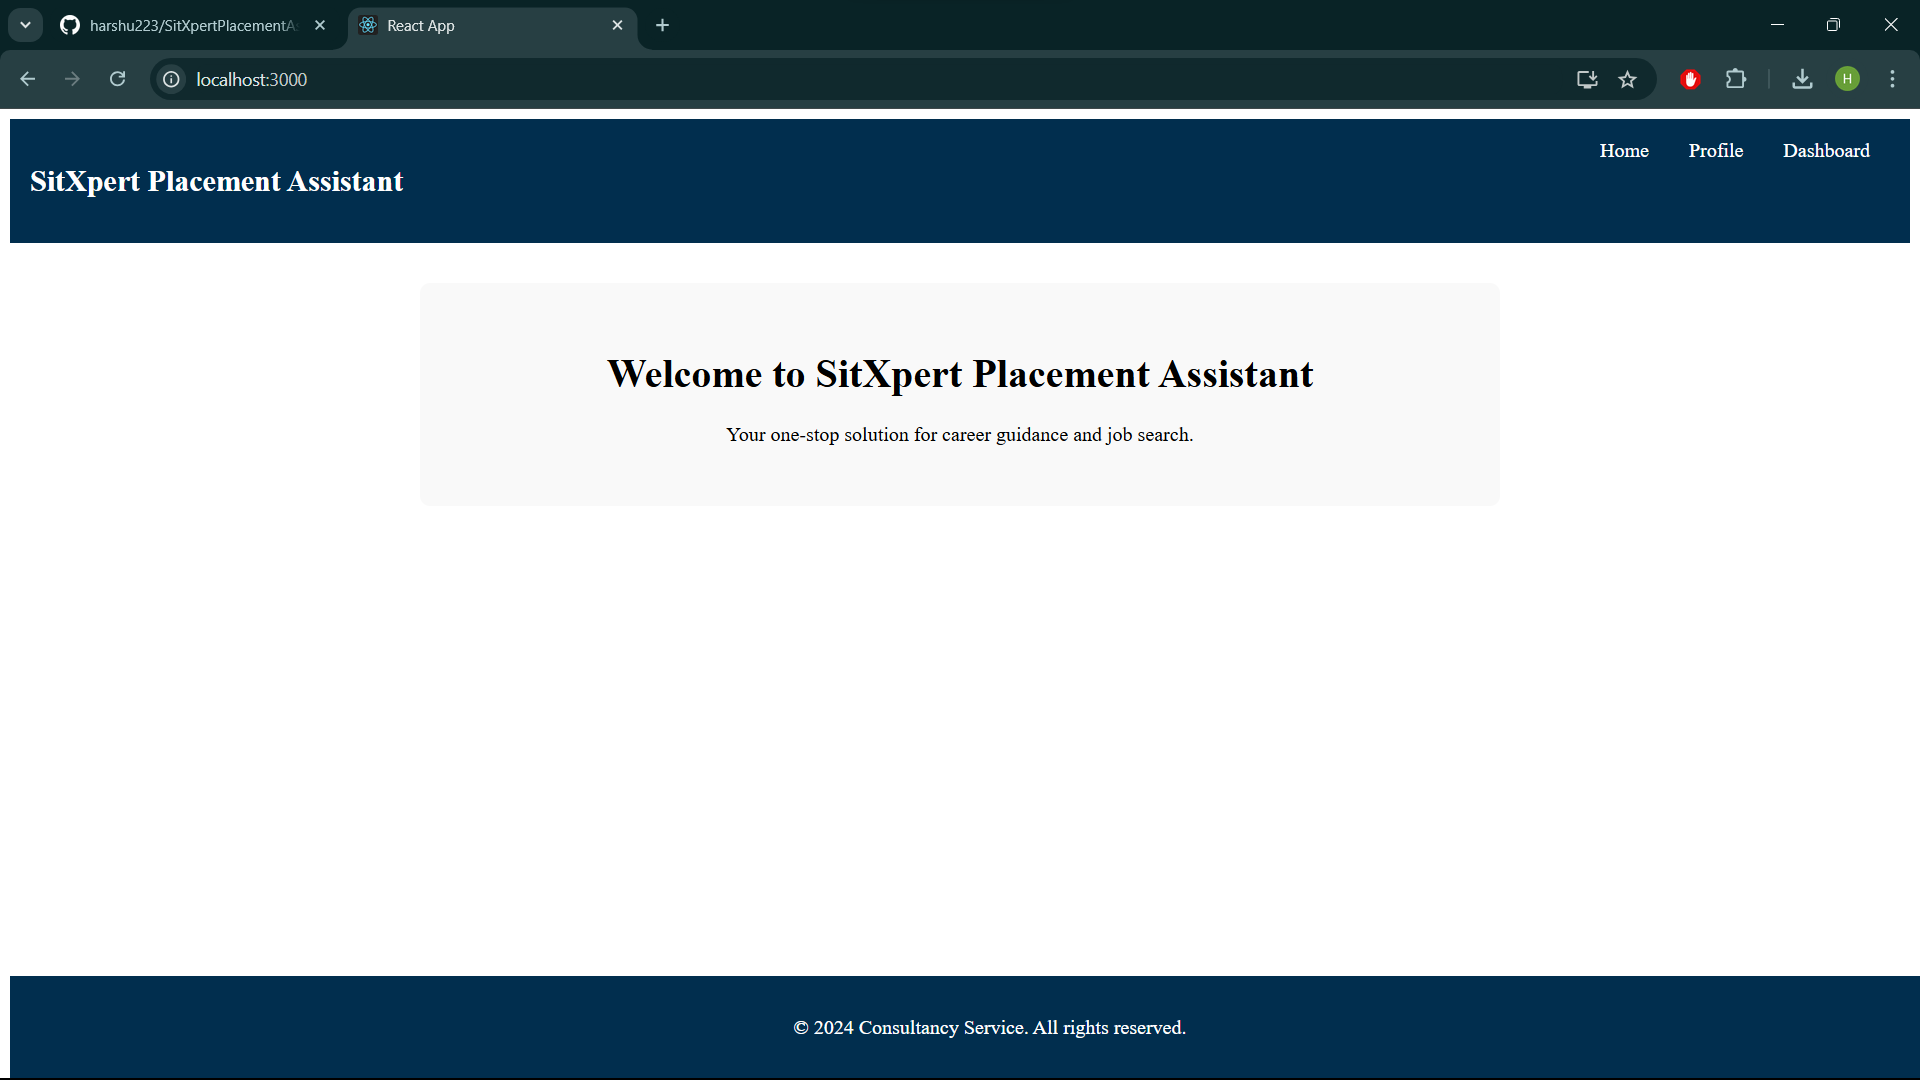 harshu223/SitXpertPlacementAs
React App
localhost:3000
H
Home Profile Dashboard
SitXpert Placement Assistant
Welcome to SitXpert Placement Assistant
Your one-stop solution for career guidance and job search.
© 2024 Consultancy Service. All rights reserved.